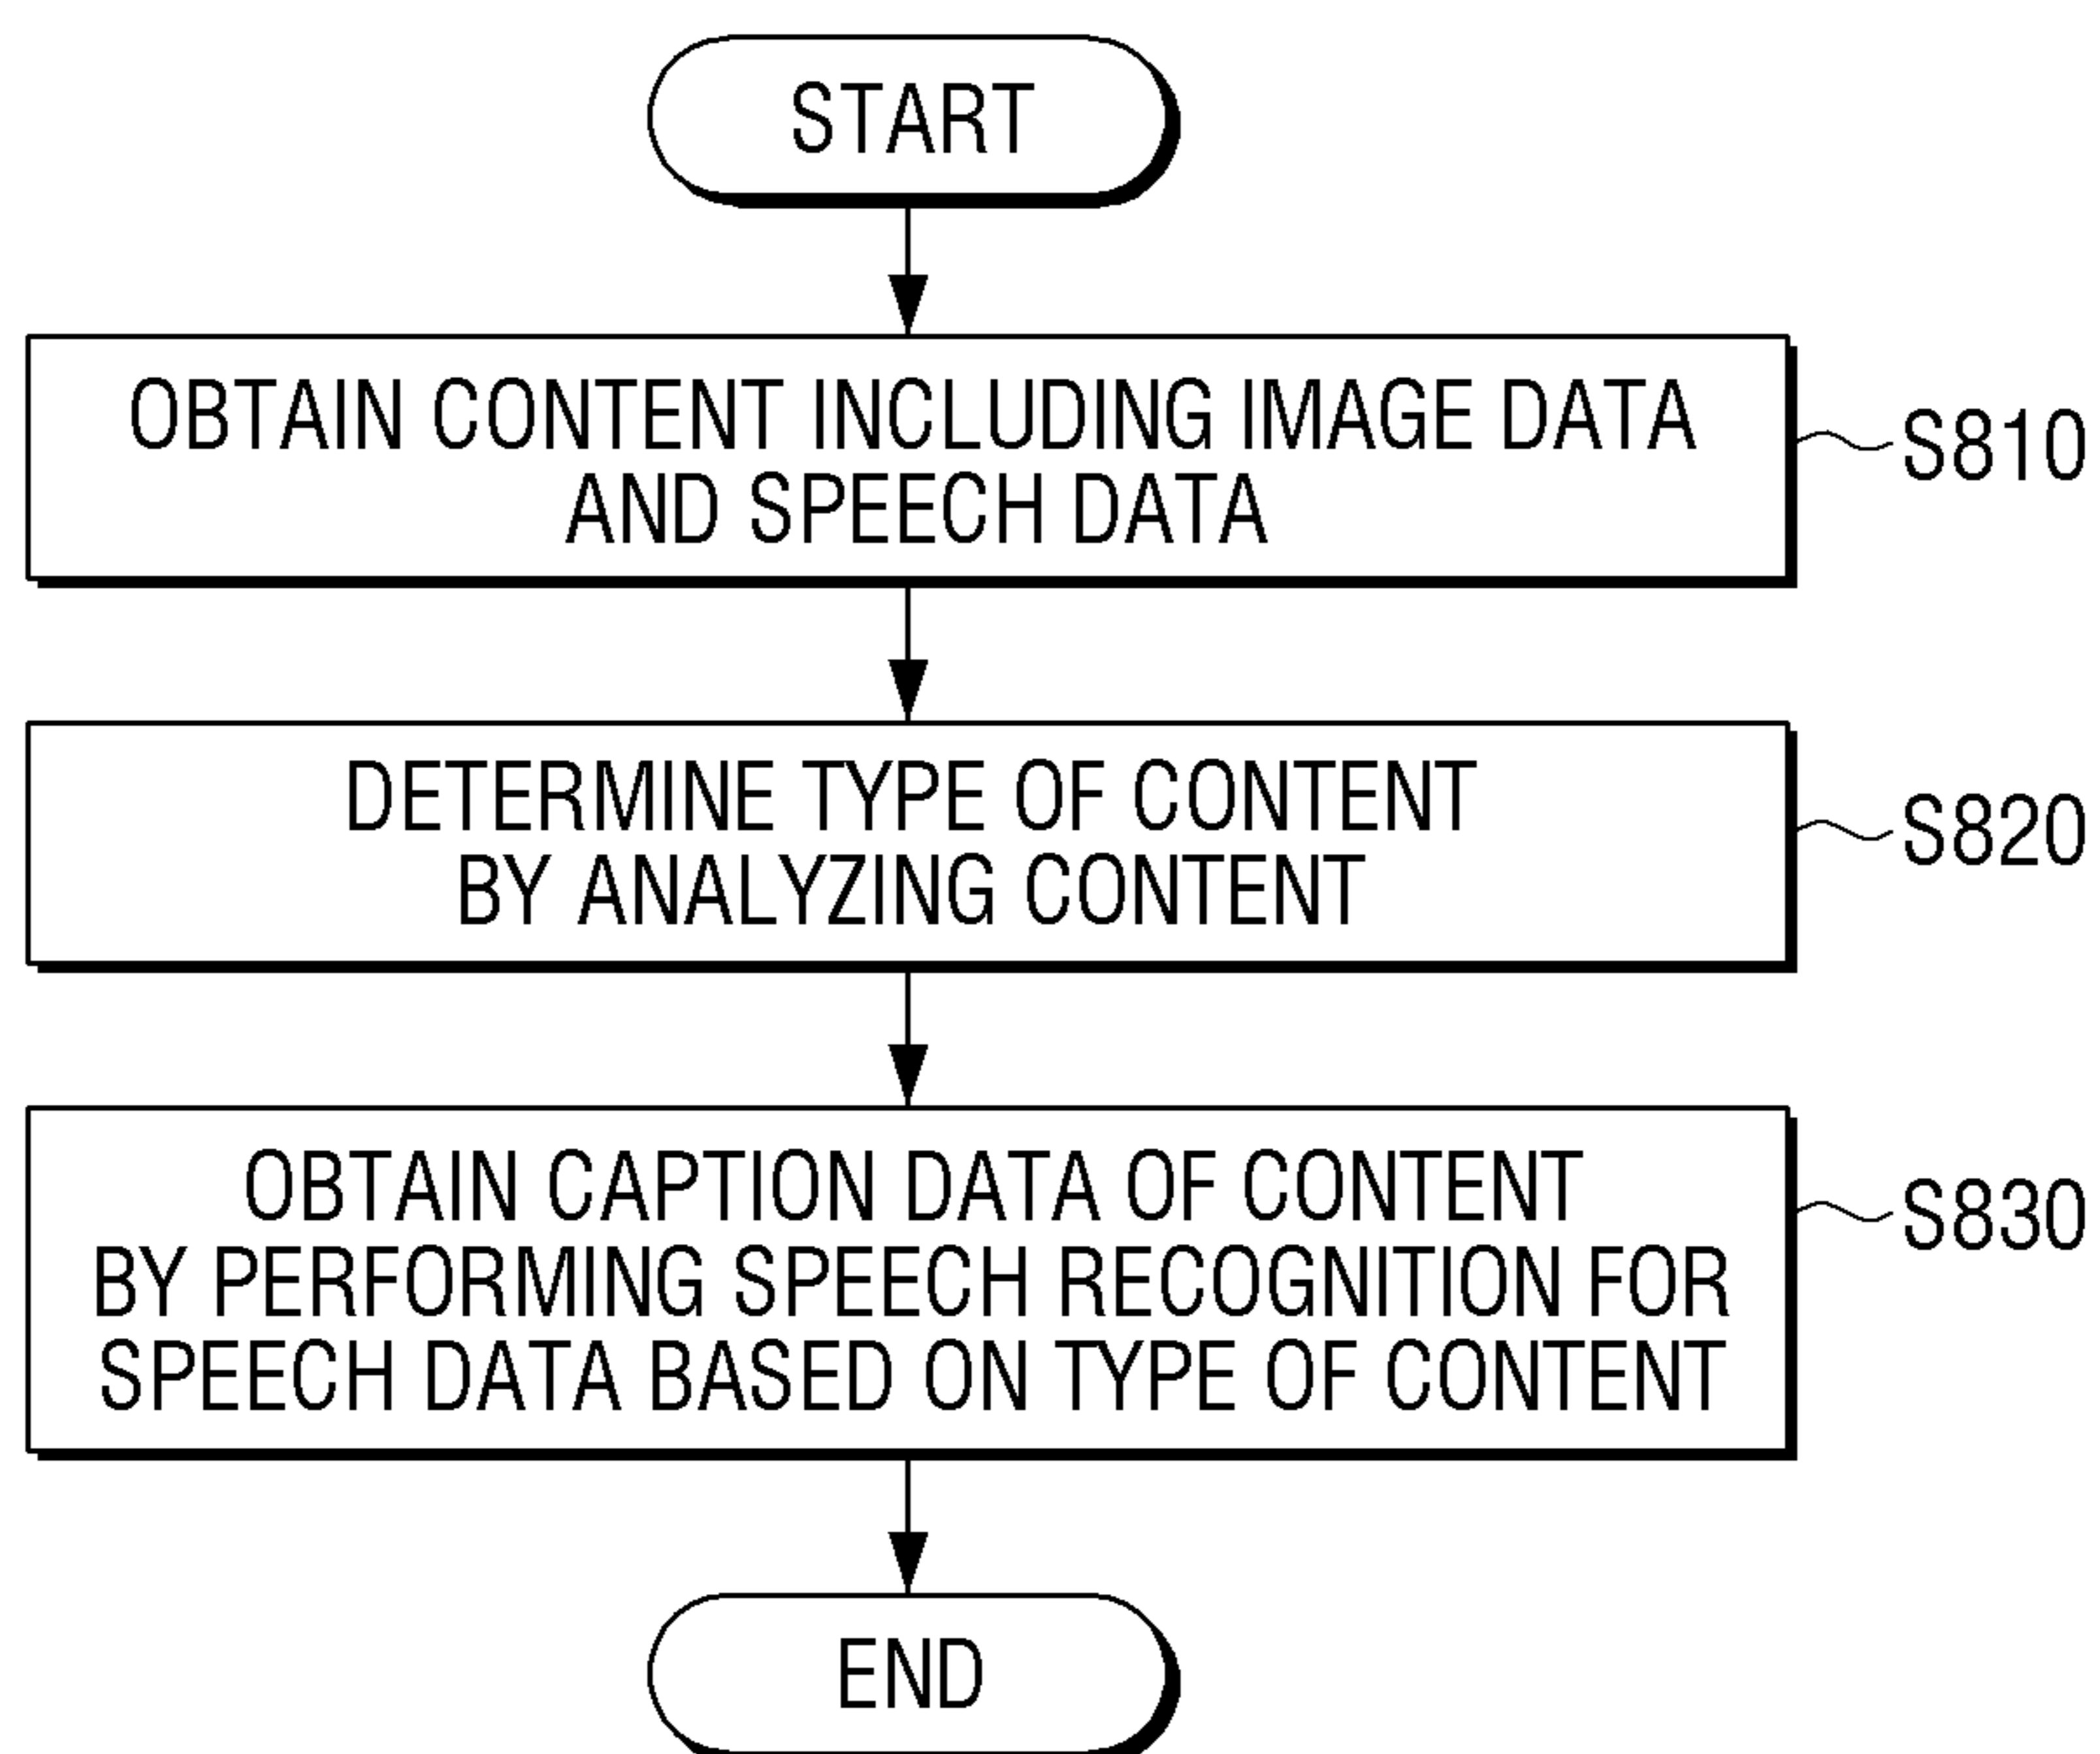 START
OBTAIN CONTENT INCLUDING IMAGE DATA
AND SPEECH DATA
S810
DETERMINE TYPE OF CONTENT
BY ANALYZING CONTENT
S820
OBTAIN CAPTION DATA OF CONTENT
BY PERFORMING SPEECH RECOGNITION FOR
SPEECH DATA BASED ON TYPE OF CONTENT
S830
END